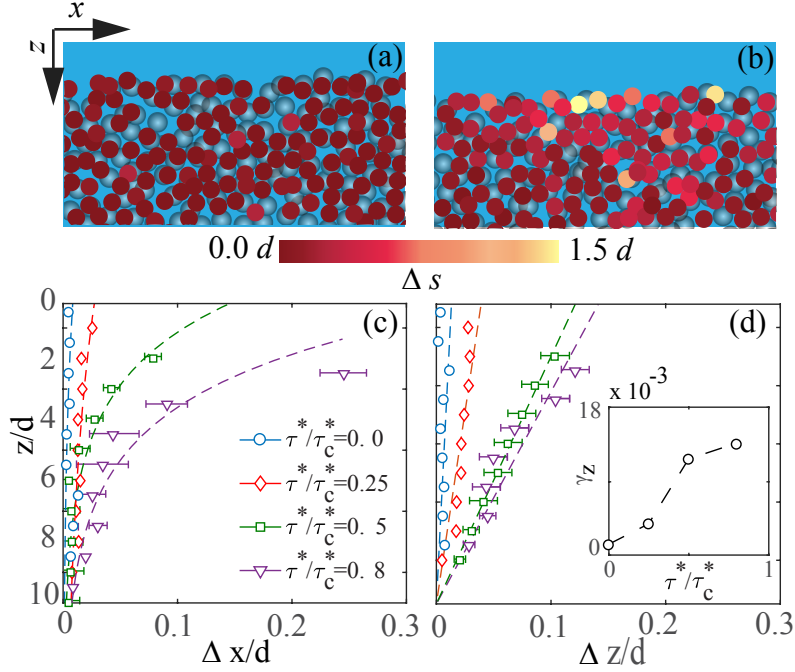 x
z
(a)
(b)
0.0 d
1.5 d
Δ s
(c)
(d)
0
2
4
6
8
10
z/d
τ*/τc*=0. 0
τ*/τc*=0.25
τ*/τc*=0. 5
τ*/τc*=0. 8
0
0.1
0.2
0.3
Δ x/d
x 10⁻³
18
0
γz
0
1
τ*/τc*
0
0.1
0.2
0.3
Δ z/d